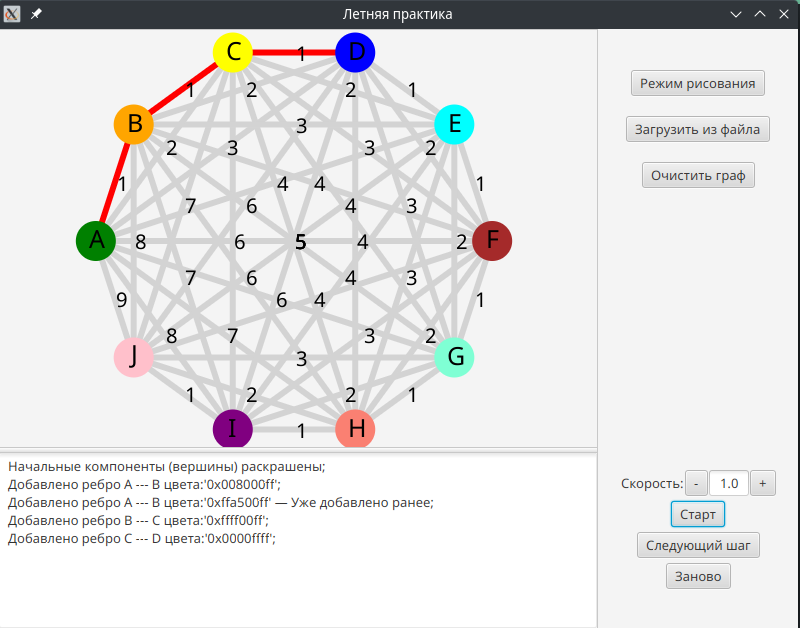 Летняя практика
C 1 D
1 2 2 1
B 3 E
2 3 3 2
1 4 4 1
7 6 4 3
A 8 6 5 4 2 F
7 6 4 3
9 6 4 1
8 7 3 2
J 3 G
1 2 2 1
I 1 H
Режим рисования
Загрузить из файла
Очистить граф
Скорость: - 1.0 +
Старт
Следующий шаг
Заново
Начальные компоненты (вершины) раскрашены;
Добавлено ребро A --- B цвета:'0x008000ff';
Добавлено ребро A --- B цвета:'0xffa500ff' — Уже добавлено ранее;
Добавлено ребро B --- C цвета:'0xffff00ff';
Добавлено ребро C --- D цвета:'0x0000ffff';